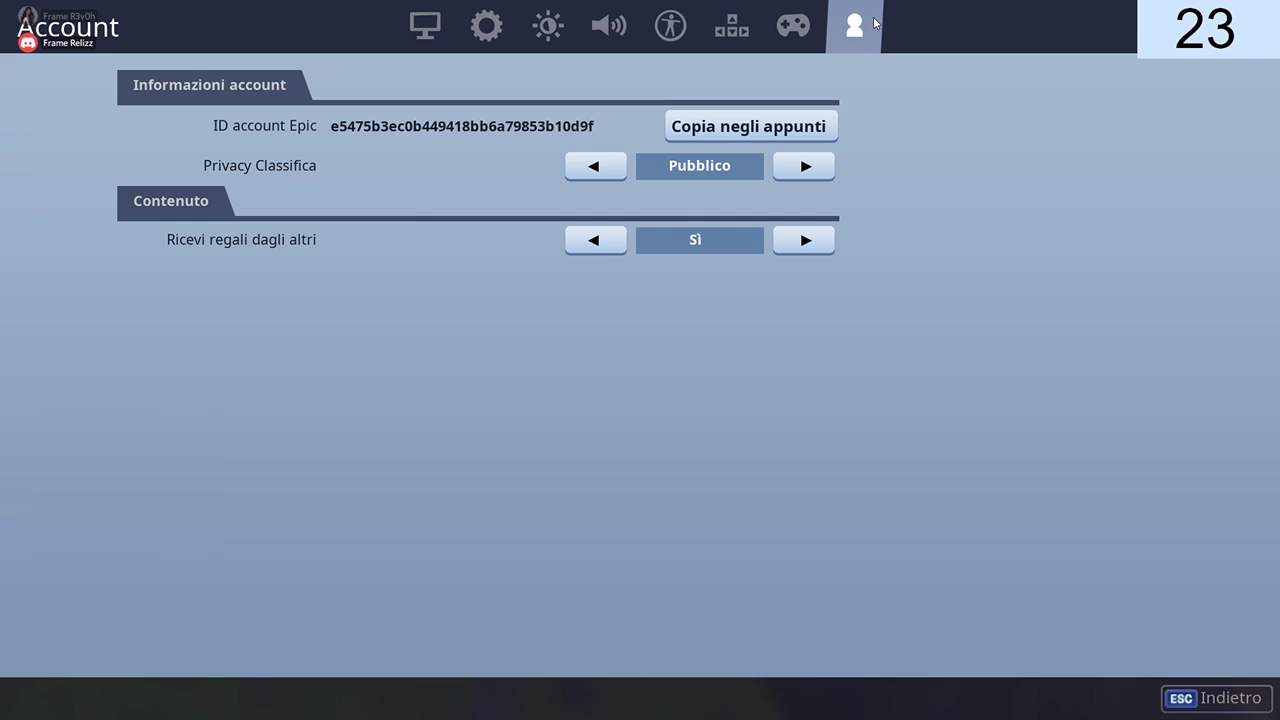 Frame R3v0h
Account
Frame Relizz
23
Informazioni account
ID account Epic e5475b3ec0b449418bb6a79853b10d9f Copia negli appunti
Privacy Classifica ◄ Pubblico ►
Contenuto
Ricevi regali dagli altri ◄ Sì ►
ESC Indietro